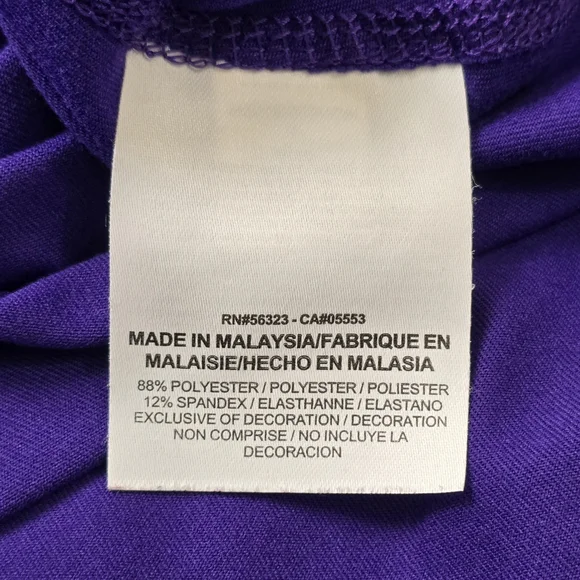 RN#56323 - CA#05553
MADE IN MALAYSIA/FABRIQUE EN
MALAISIE/HECHO EN MALASIA
88% POLYESTER / POLYESTER / POLIESTER
12% SPANDEX / ELASTHANNE / ELASTANO
EXCLUSIVE OF DECORATION / DECORATION
NON COMPRISE / NO INCLUYE LA
DECORACION